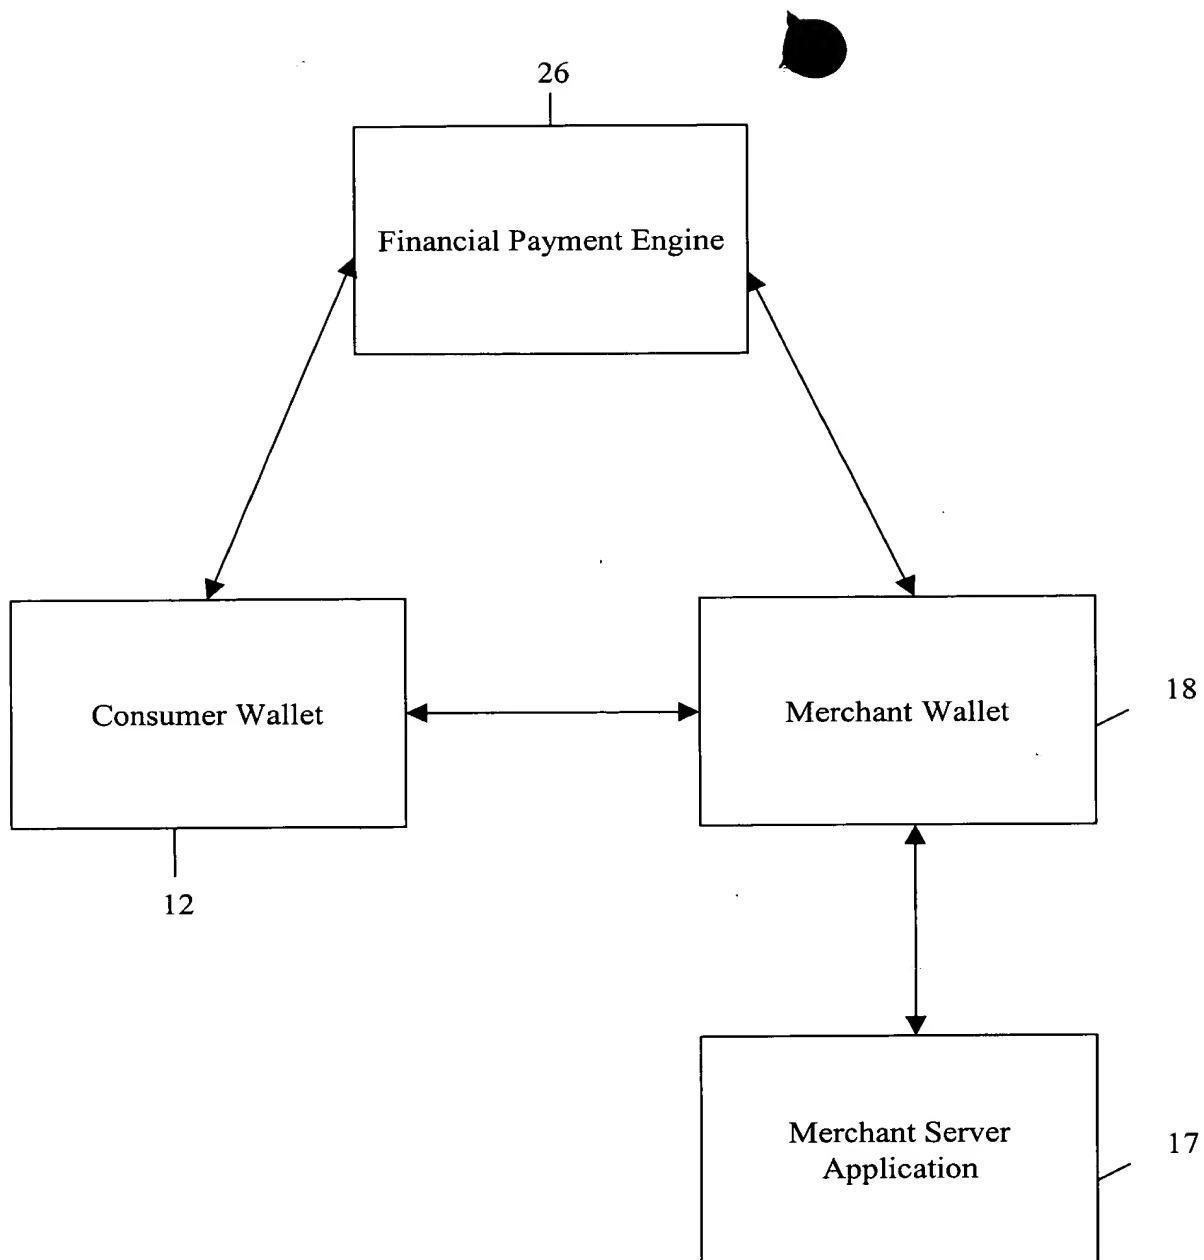 26
Financial Payment Engine
Consumer Wallet
Merchant Wallet
18
12
Merchant Server
Application
17